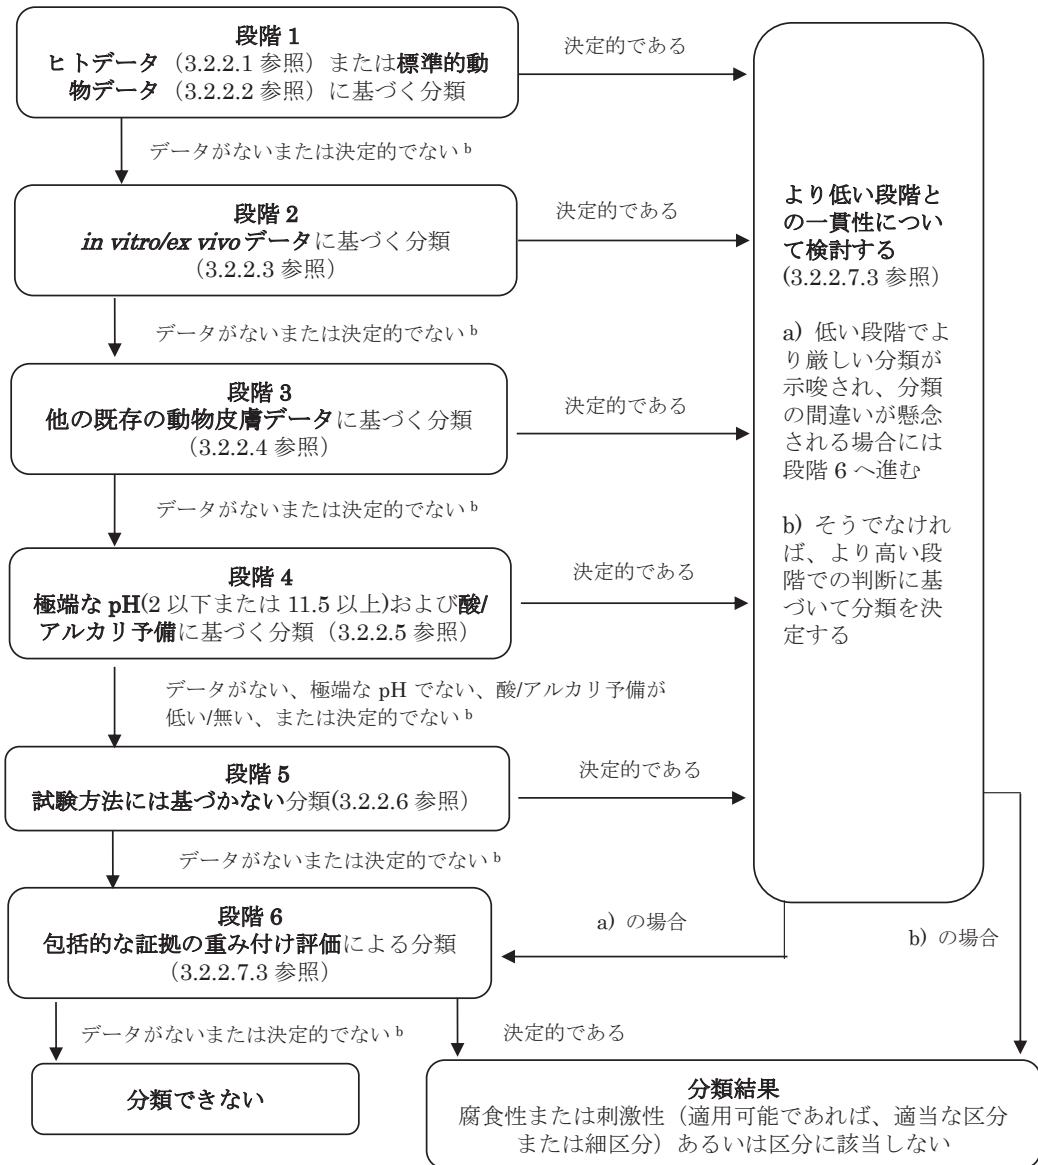 段階 1
ヒトデータ（3.2.2.1 参照）または標準的動
物データ（3.2.2.2 参照）に基づく分類
決定的である
データがないまたは決定的でない b
段階 2
in vitro/ex vivo データに基づく分類
（3.2.2.3 参照）
決定的である
データがないまたは決定的でない b
段階 3
他の既存の動物皮膚データに基づく分類
（3.2.2.4 参照）
決定的である
データがないまたは決定的でない b
段階 4
極端な pH(2 以下または 11.5 以上)および酸/
アルカリ予備に基づく分類（3.2.2.5 参照）
決定的である
データがない、極端な pH でない、酸/アルカリ予備が
低い/無い、または決定的でない b
段階 5
試験方法には基づかない分類(3.2.2.6 参照）
決定的である
データがないまたは決定的でない b
より低い段階と
の一貫性につい
て検討する
(3.2.2.7.3 参照）
a) 低い段階でよ
り厳しい分類が
示唆され、分類
の間違いが懸念
される場合には
段階 6 へ進む
b) そうでなけれ
ば、より高い段
階での判断に基
づいて分類を決
定する
段階 6
包括的な証拠の重み付け評価による分類
（3.2.2.7.3 参照）
a) の場合
b) の場合
データがないまたは決定的でない b
決定的である
分類できない
分類結果
腐食性または刺激性（適用可能であれば、適当な区分
または細区分）あるいは区分に該当しない